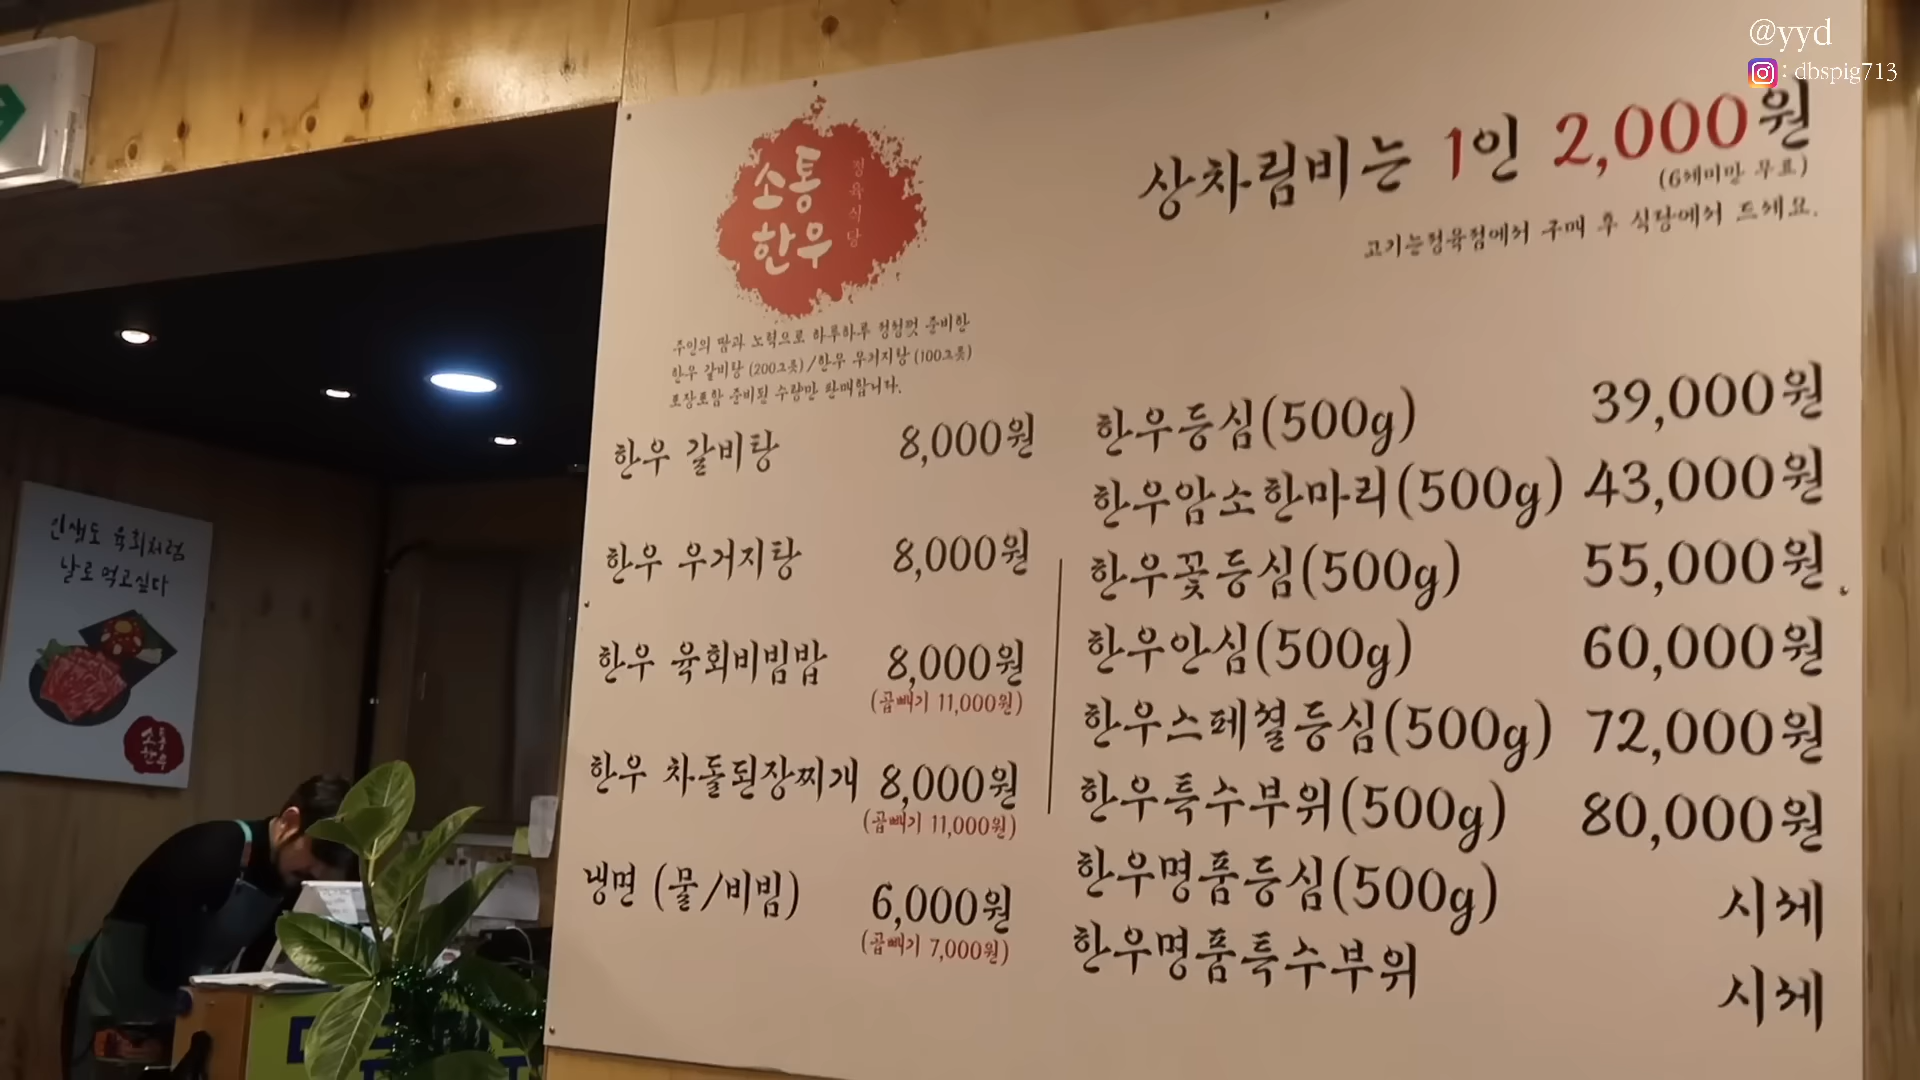 @yyd
: dbspig713
소통
한우
정육식당
상차림비는 1인 2,000원
(6세미만 무료)
고기는정육점에서 구매 후 식당에서 드세요.
주인의 땀과 노력으로 하루하루 정성껏 준비한
한우 갈비탕 (200그릇) / 한우 우거지탕 (100그릇)
포장포함 준비된 수량만 판매합니다.
한우 갈비탕 8,000원
한우 우거지탕 8,000원
한우 육회비빔밥 8,000원
(곱빼기 11,000원)
한우 차돌된장찌개 8,000원
(곱빼기 11,000원)
냉면 (물/비빔) 6,000원
(곱빼기 7,000원)
한우등심(500g) 39,000원
한우암소한마리(500g) 43,000원
한우꽃등심(500g) 55,000원
한우안심(500g) 60,000원
한우스페셜등심(500g) 72,000원
한우특수부위(500g) 80,000원
한우명품등심(500g) 시세
한우명품특수부위 시세
인생도 육회처럼
날로먹고싶다
소통
한우